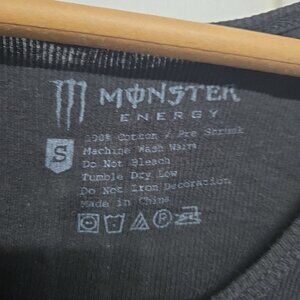 MONSTER
ENERGY
100% Cotton / Pre Shrunk
S
Machine Wash Warm
Do Not Bleach
Tumble Dry Low
Do Not Iron Decoration
Made in China